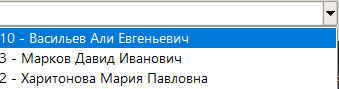 10 - Васильев Али Евгеньевич
3 - Марков Давид Иванович
2 - Харитонова Мария Павловна